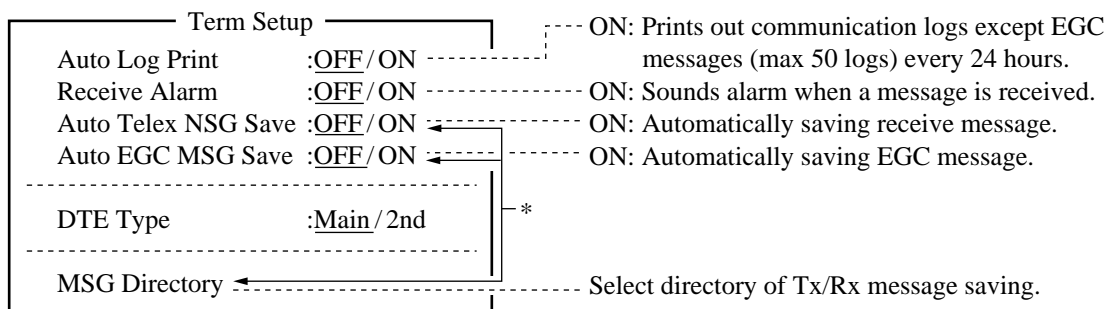 Term Setup
Auto Log Print :OFF/ON
ON: Prints out communication logs except EGC
messages (max 50 logs) every 24 hours.
Receive Alarm :OFF/ON
ON: Sounds alarm when a message is received.
Auto Telex NSG Save :OFF/ON
ON: Automatically saving receive message.
Auto EGC MSG Save :OFF/ON
ON: Automatically saving EGC message.
DTE Type :Main/2nd
*
MSG Directory
Select directory of Tx/Rx message saving.